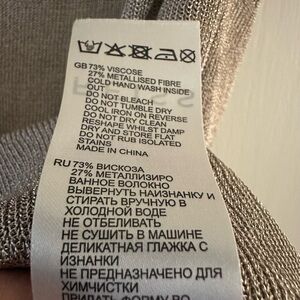 GB 73% VISCOSE
27% METALLISED FIBRE
COLD HAND WASH INSIDE
OUT
DO NOT BLEACH
DO NOT TUMBLE DRY
COOL IRON ON REVERSE
DO NOT DRY CLEAN
RESHAPE WHILST DAMP
DRY AND STORE FLAT
DO NOT RUB ISOLATED
STAINS
MADE IN CHINA
RU 73% ВИСКОЗА
27% МЕТАЛЛИЗИРО
ВАННОЕ ВОЛОКНО
ВЫВЕРНУТЬ НАИЗНАНКУ И
СТИРАТЬ ВРУЧНУЮ В
ХОЛОДНОЙ ВОДЕ
НЕ ОТБЕЛИВАТЬ
НЕ СУШИТЬ В МАШИНЕ
ДЕЛИКАТНАЯ ГЛАЖКА С
ИЗНАНКИ
НЕ ПРЕДНАЗНАЧЕНО ДЛЯ
ХИМЧИСТКИ
ПРИДАТЬ ФОРМУ ВО